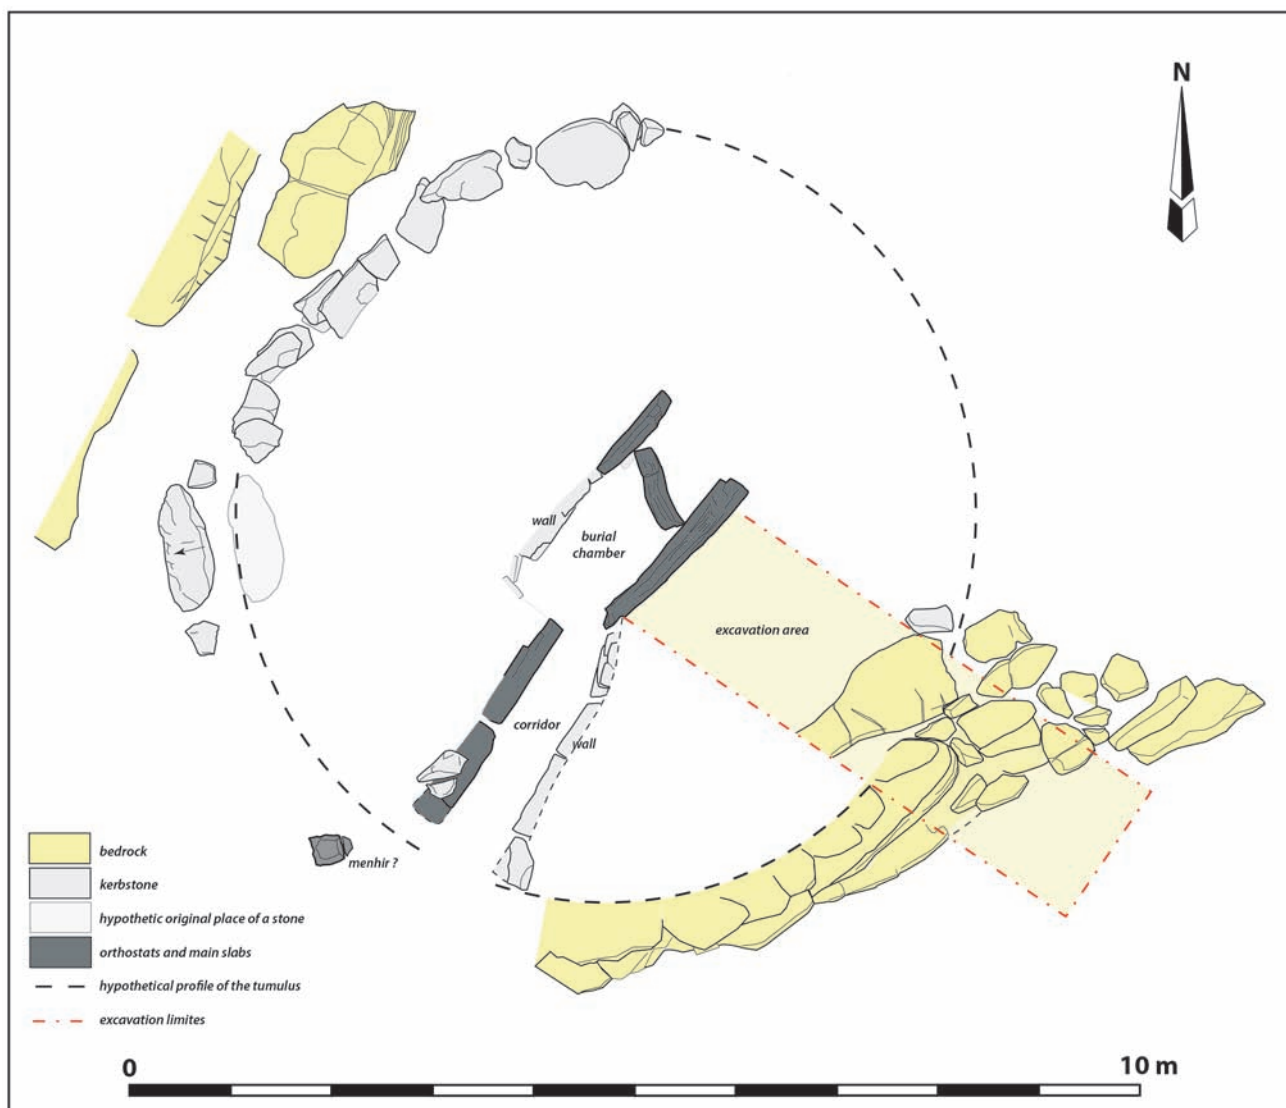 N
wall
burial
chamber
excavation area
corridor
wall
menhir ?
bedrock
kerbstone
hypothetic original place of a stone
orthostats and main slabs
hypothetical profile of the tumulus
excavation limites
0
10 m